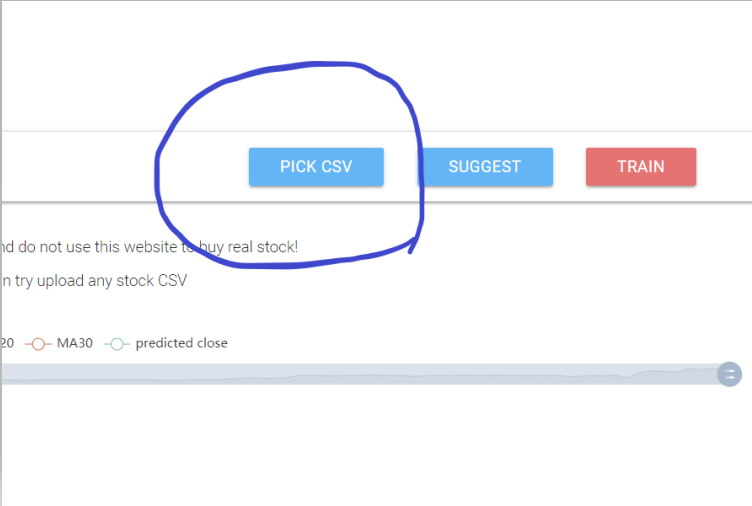 PICK CSV SUGGEST TRAIN
do not use this website to buy real stock!
try upload any stock CSV
20 MA30 predicted close